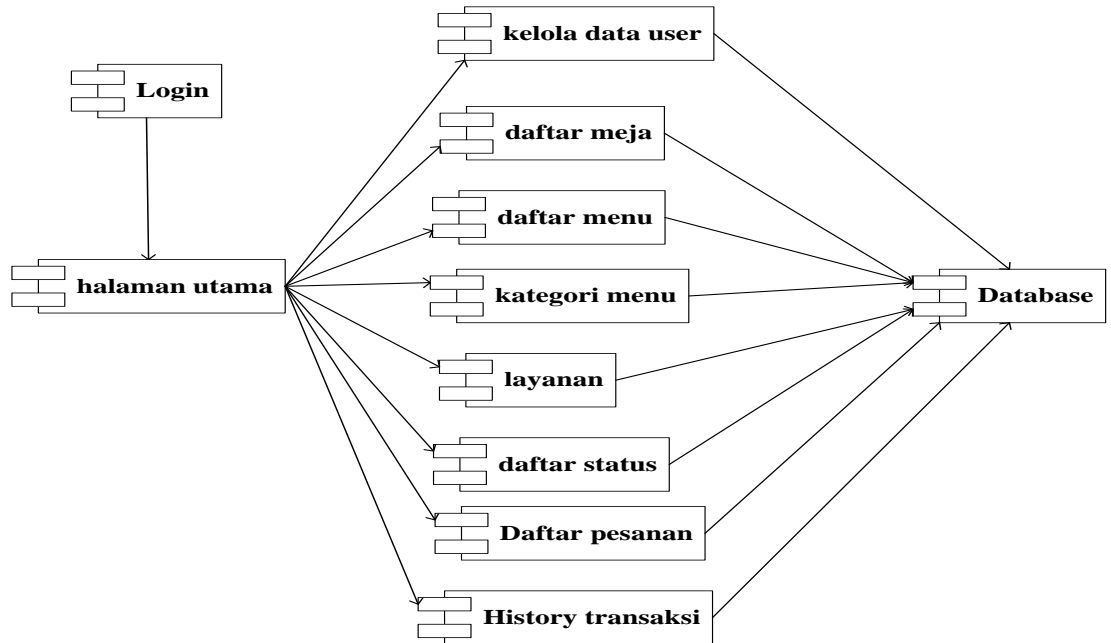 kelola data user
Login
daftar meja
daftar menu
halaman utama
kategori menu
Database
layanan
daftar status
Daftar pesanan
History transaksi